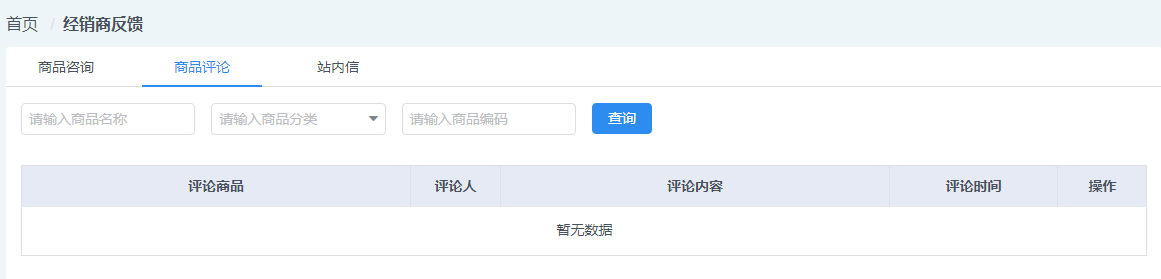 首页 / 经销商反馈
商品咨询 商品评论 站内信
请输入商品名称 请输入商品分类 请输入商品编码 查询
评论商品 评论人 评论内容 评论时间 操作
暂无数据